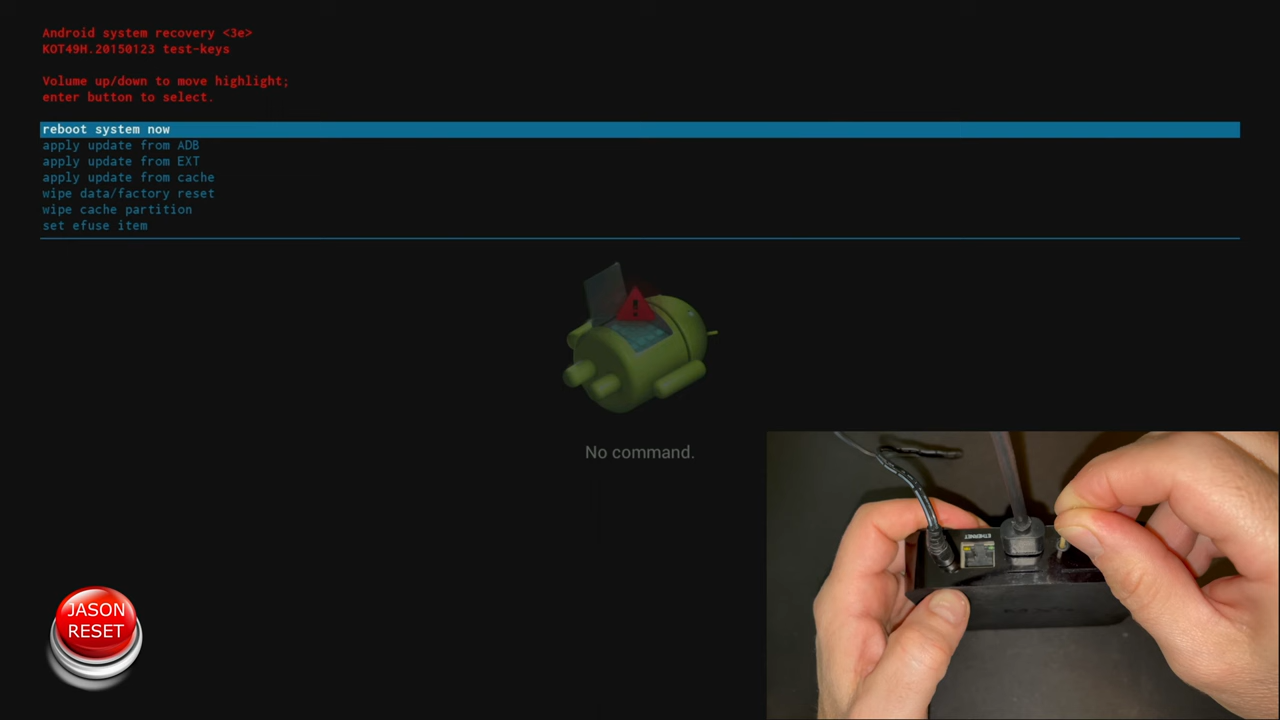 Android system recovery <3e>
KOT49H.20150123 test-keys
Volume up/down to move highlight;
enter button to select.
reboot system now
apply update from ADB
apply update from EXT
apply update from cache
wipe data/factory reset
wipe cache partition
set efuse item
No command.
ETHERNET
JASON
RESET